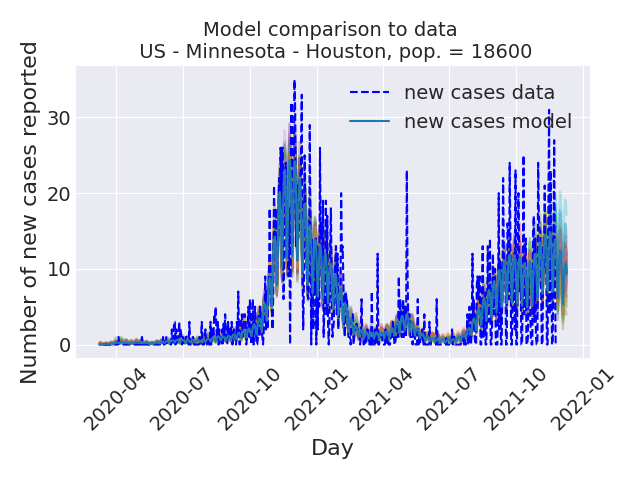 Model comparison to data
US - Minnesota - Houston, pop. = 18600
Number of new cases reported
30
20
10
0
new cases data
new cases model
2020-04
2020-07
2020-10
2021-01
2021-04
2021-07
2021-10
2022-01
Day